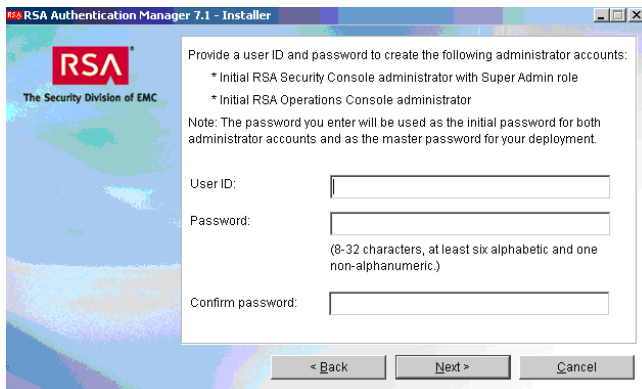 RSA RSA Authentication Manager 7.1 - Installer
RSA
The Security Division of EMC
Provide a user ID and password to create the following administrator accounts:
* Initial RSA Security Console administrator with Super Admin role
* Initial RSA Operations Console administrator
Note: The password you enter will be used as the initial password for both
administrator accounts and as the master password for your deployment.
User ID:
Password:
(8-32 characters, at least six alphabetic and one
non-alphanumeric.)
Confirm password:
< Back
Next >
Cancel